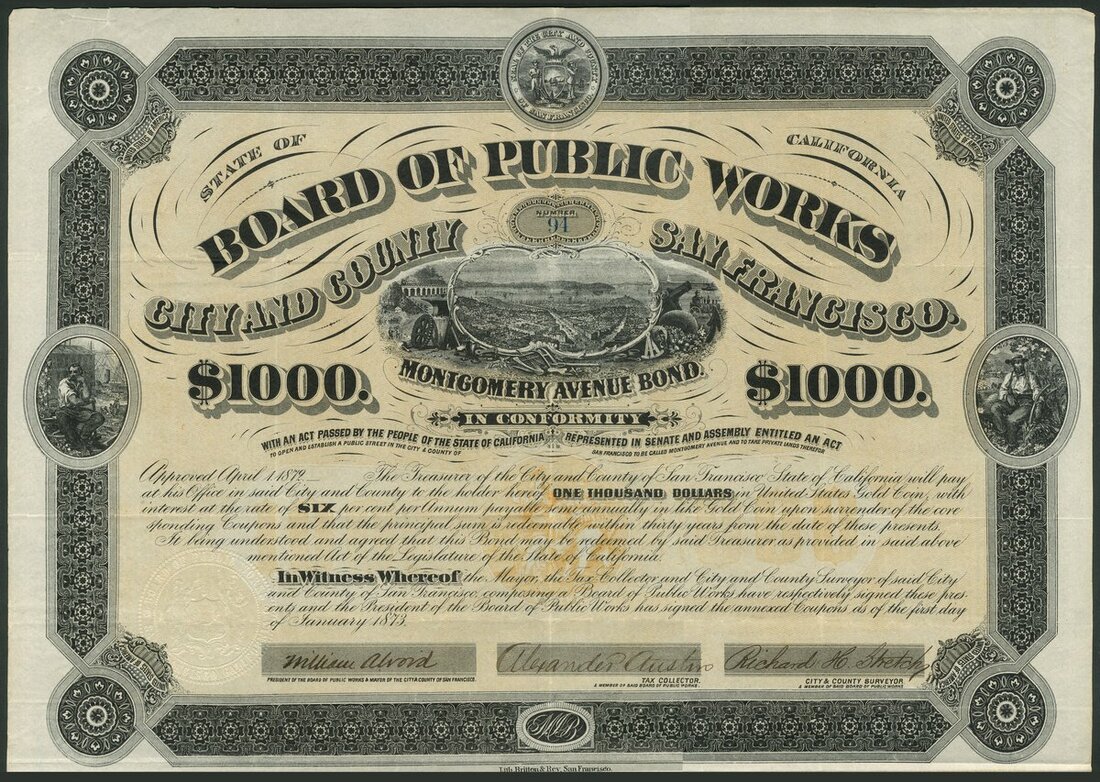 SEAL OF THE CITY AND COUNTY OF SAN FRANCISCO
STATE OF CALIFORNIA
BOARD OF PUBLIC WORKS
NUMBER
94
CITY AND COUNTY SAN FRANCISCO.
$1000. $1000.
MONTGOMERY AVENUE BOND.
IN CONFORMITY
WITH AN ACT PASSED BY THE PEOPLE OF THE STATE OF CALIFORNIA REPRESENTED IN SENATE AND ASSEMBLY ENTITLED AN ACT
TO OPEN AND ESTABLISH A PUBLIC STREET IN THE CITY & COUNTY OF SAN FRANCISCO TO BE CALLED MONTGOMERY AVENUE AND TO TAKE PRIVATE LANDS THEREFOR
Approved April 1 1872_ The Treasurer of the City and County of San Francisco State of California will pay
at his Office in said City and County to the holder hereof ONE THOUSAND DOLLARS in United States Gold Coin, with
interest at the rate of SIX per cent per Annum payable semi annually in like Gold Coin upon surrender of the corre
sponding Coupons and that the principal sum is redeemable within thirty years from the date of these presents.
It being understood and agreed that this Bond may be redeemed by said Treasurer as provided in said above
mentioned Act of the Legislature of the State of California.
In Witness Whereof the Mayor, the Tax Collector and City and County Surveyor of said City
and County of San Francisco, composing a Board of Public Works have respectively signed these pres-
ents and the President of the Board of Public Works has signed the annexed Coupons as of the first day
of January 1873.
William Alvord Alexander Austin Richard H. Stretch
PRESIDENT OF THE BOARD OF PUBLIC WORKS & MAYOR OF THE CITY & COUNTY OF SAN FRANCISCO.
TAX COLLECTOR.
& MEMBER OF SAID BOARD OF PUBLIC WORKS.
CITY & COUNTY SURVEYOR
& MEMBER OF SAID BOARD OF PUBLIC WORKS
Lith. Britton & Rey, San Francisco.